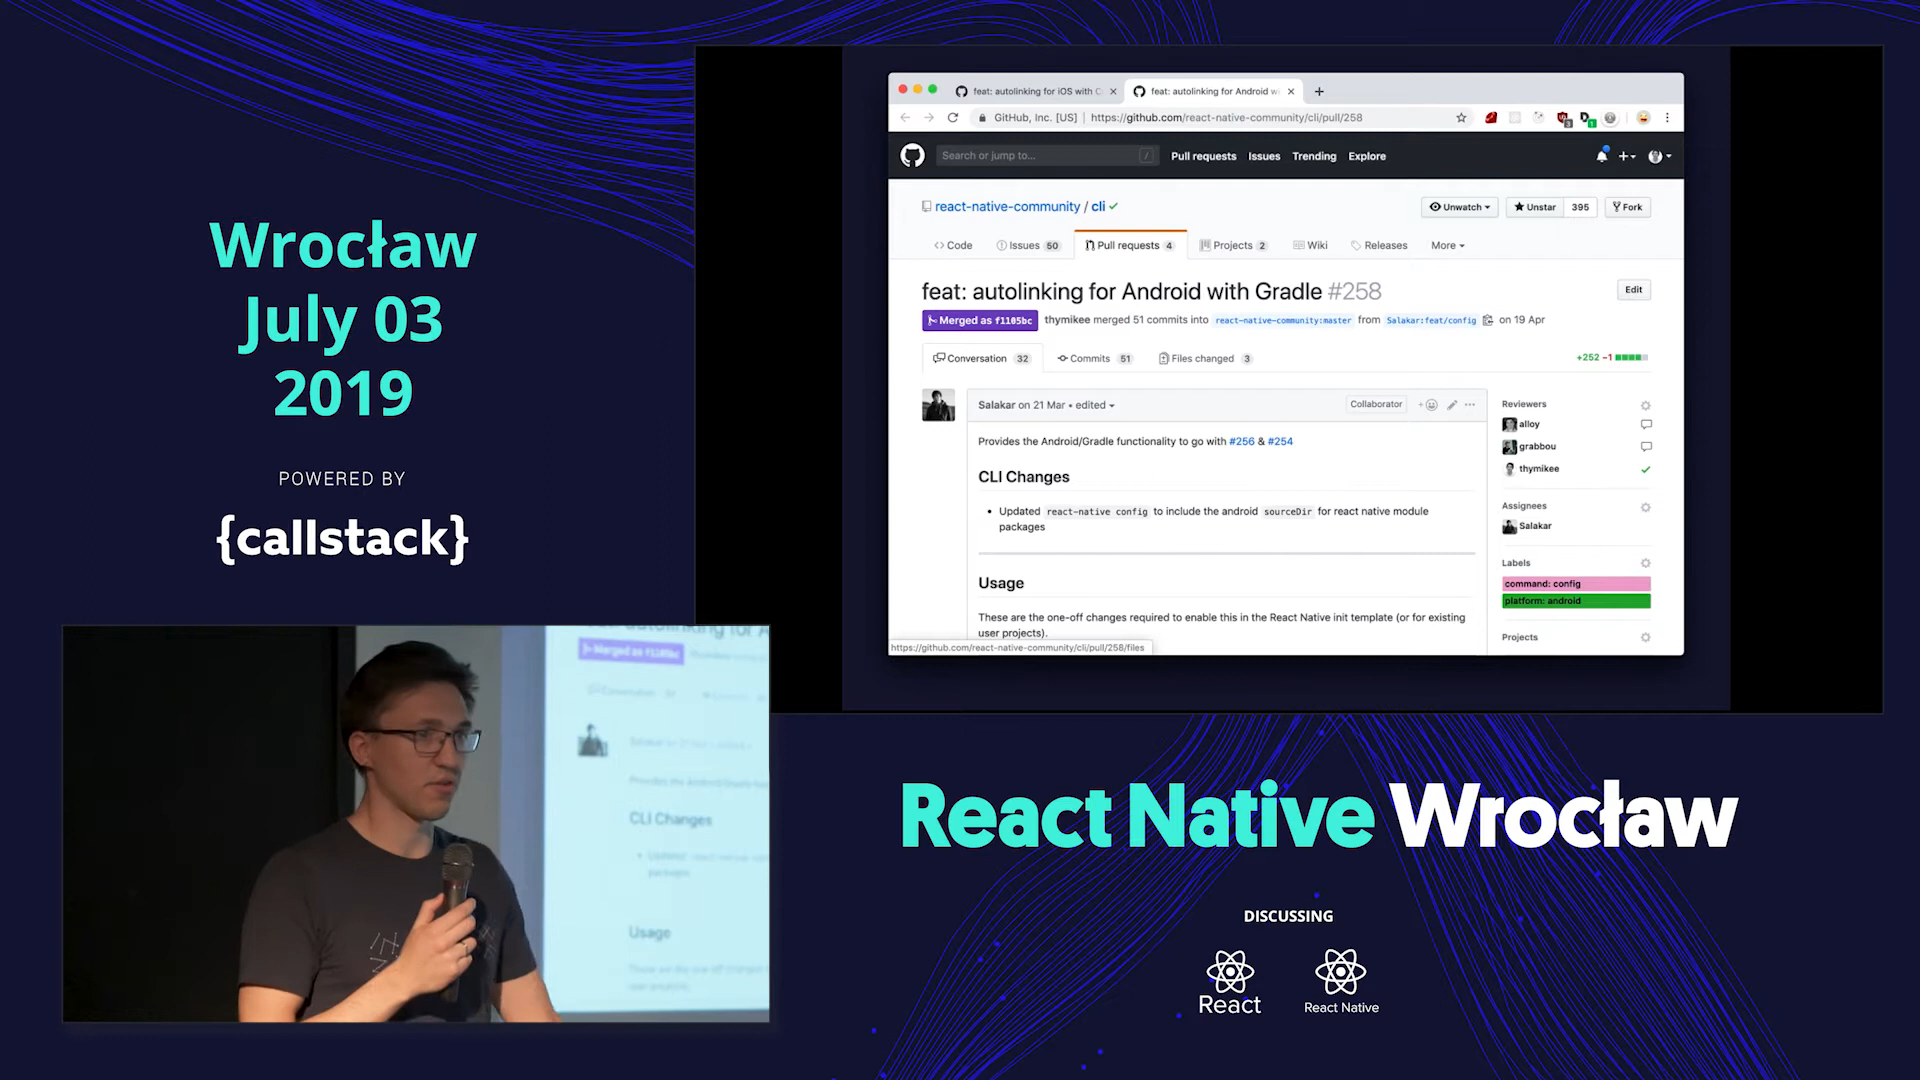 Wrocław
July 03
2019
POWERED BY
{callstack}
feat: autolinking for iOS with C
feat: autolinking for Android wi
GitHub, Inc. [US]
https://github.com/react-native-community/cli/pull/258
Search or jump to...
/
Pull requests
Issues
Trending
Explore
react-native-community / cli
Unwatch
Unstar 395
Fork
Code
Issues 50
Pull requests 4
Projects 2
Wiki
Releases
More
feat: autolinking for Android with Gradle #258
Edit
Merged as f1105bc
thymikee merged 51 commits into react-native-community:master from Salakar:feat/config on 19 Apr
Conversation 32
Commits 51
Files changed 3
+252 −1
Salakar on 21 Mar • edited
Collaborator
Provides the Android/Gradle functionality to go with #256 & #254
CLI Changes
• Updated react-native config to include the android sourceDir for react native module
packages
Usage
These are the one-off changes required to enable this in the React Native init template (or for existing
user projects).
Reviewers
alloy
grabbou
thymikee
Assignees
Salakar
Labels
command: config
platform: android
Projects
https://github.com/react-native-community/cli/pull/258/files
Merged as f1105bc
CLI Changes
Usage
React Native Wrocław
DISCUSSING
React
React Native